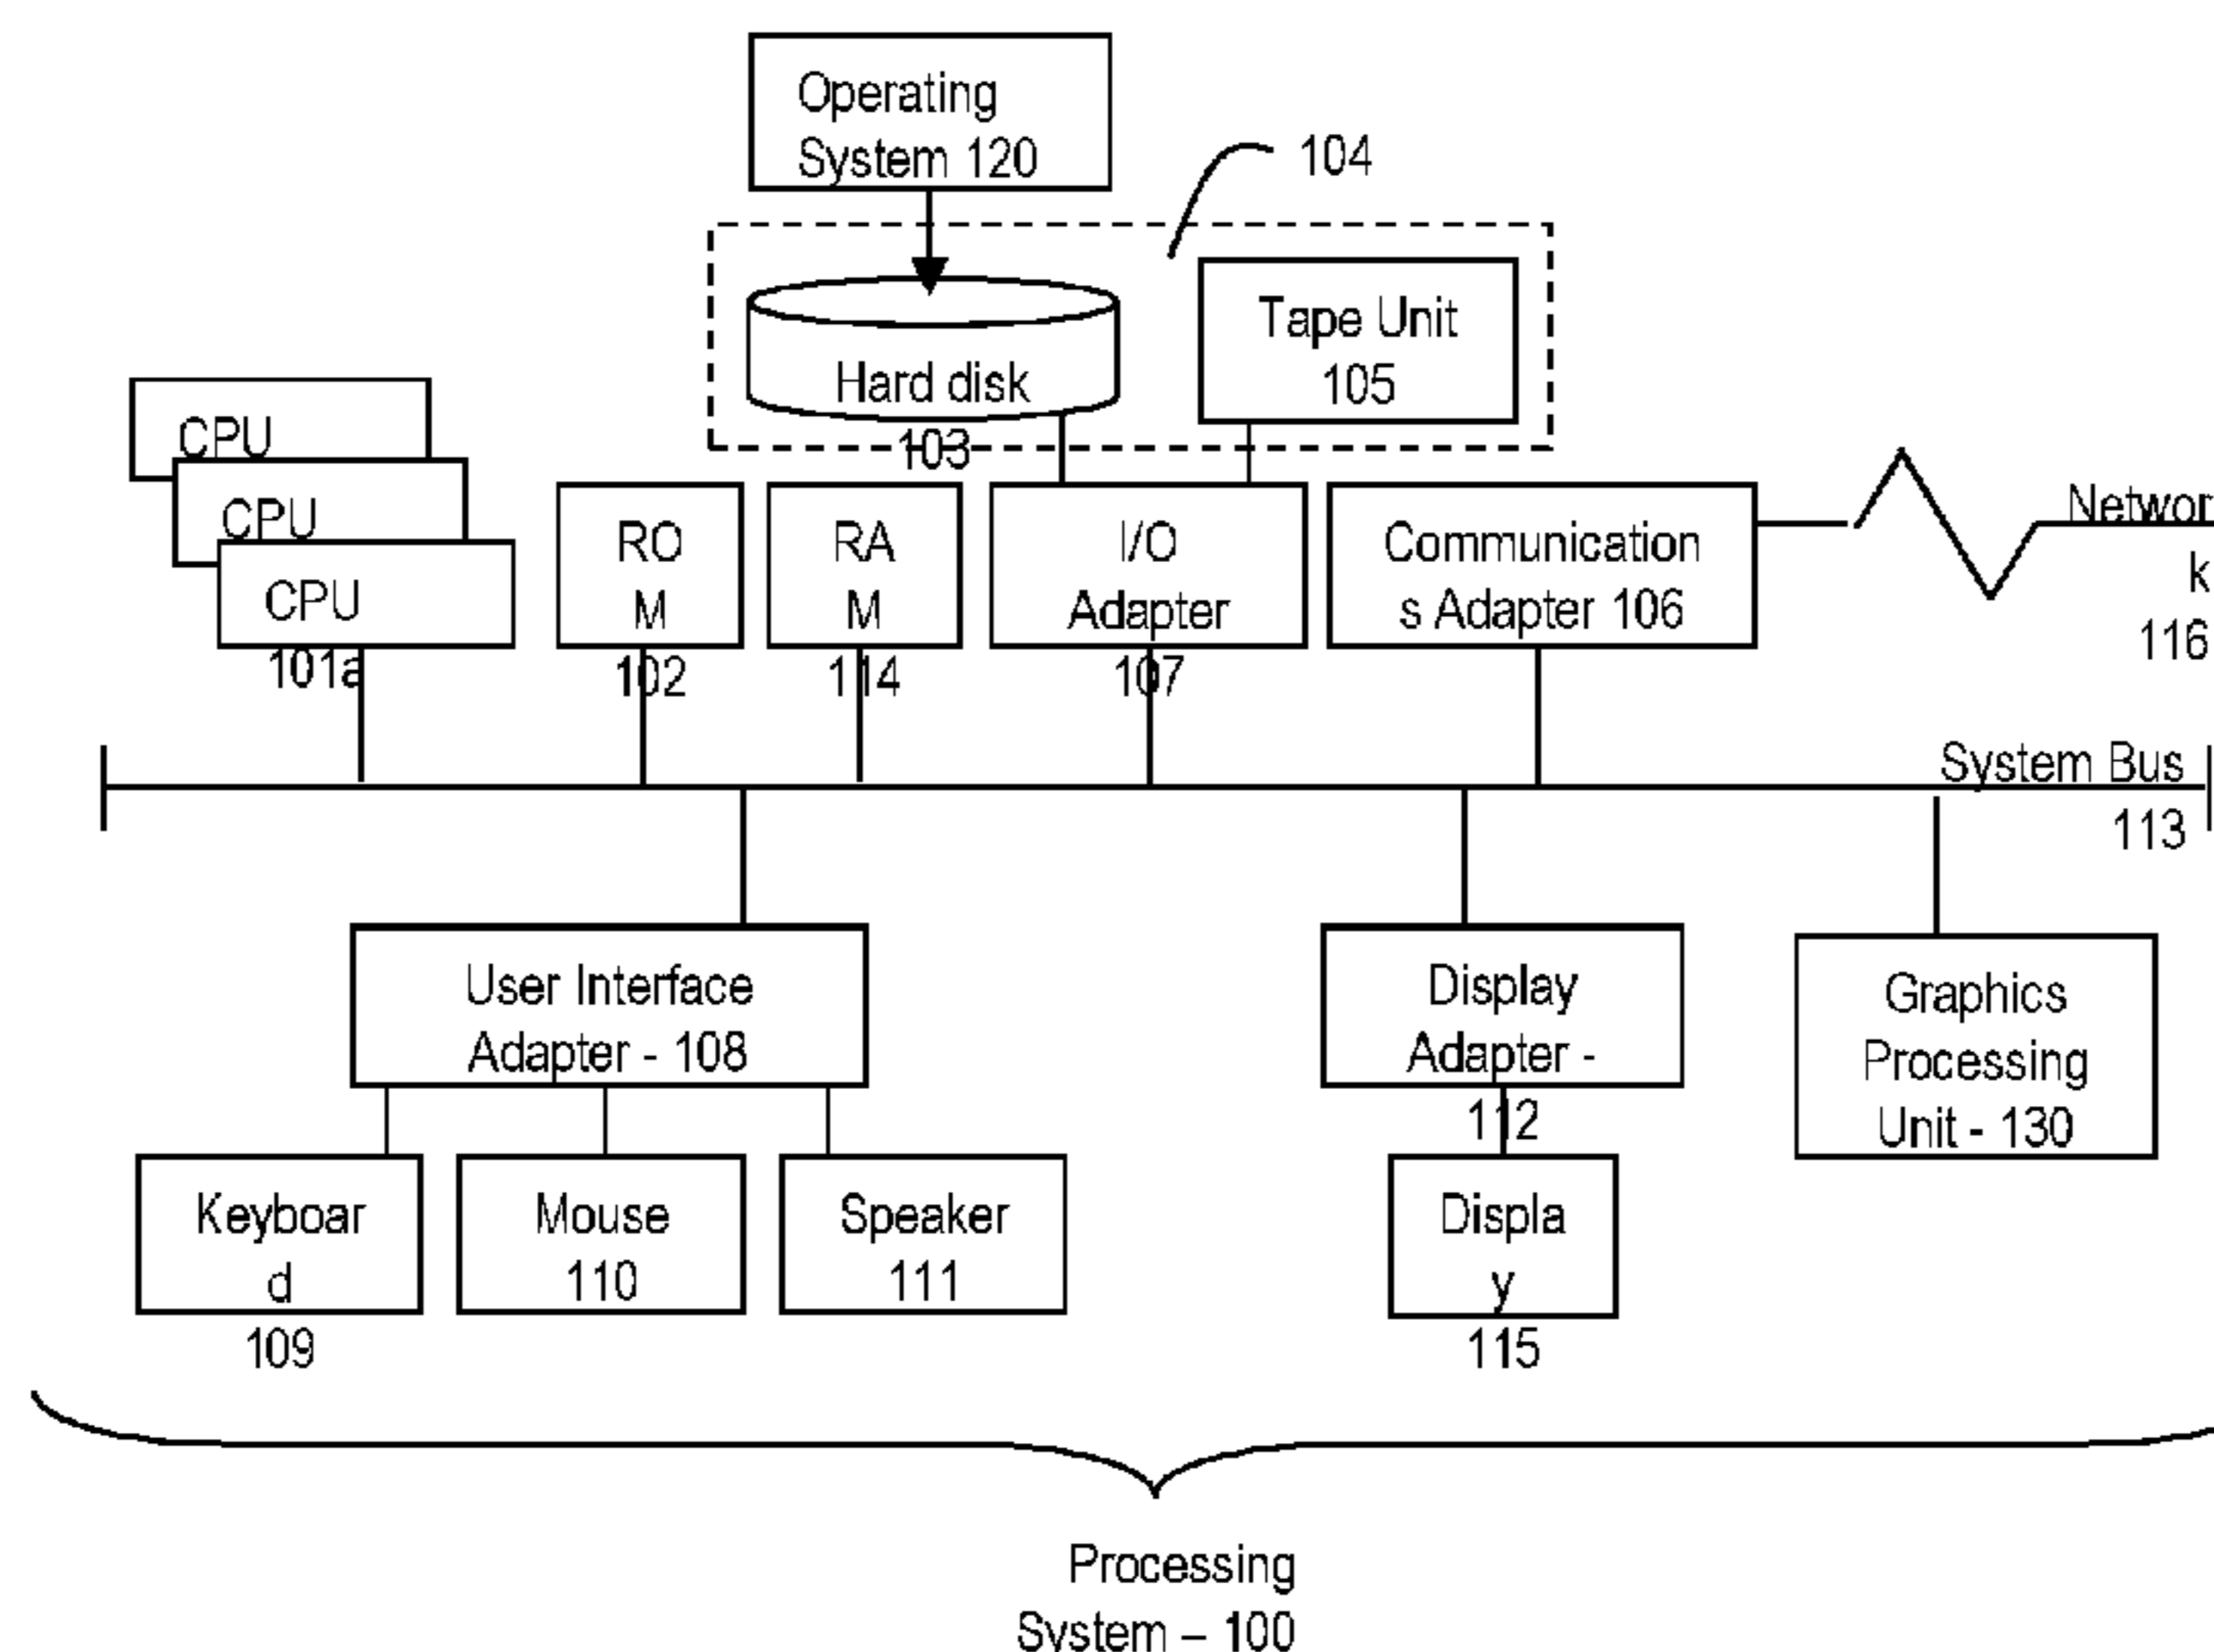 Operating
System 120
104
Hard disk
103
Tape Unit
105
CPU
CPU
CPU
101a
RO
M
102
RA
M
114
I/O
Adapter
107
Communication
s Adapter 106
Networ
k
116
System Bus
113
User Interface
Adapter - 108
Display
Adapter -
112
Graphics
Processing
Unit - 130
Keyboar
d
109
Mouse
110
Speaker
111
Displa
y
115
Processing
System – 100